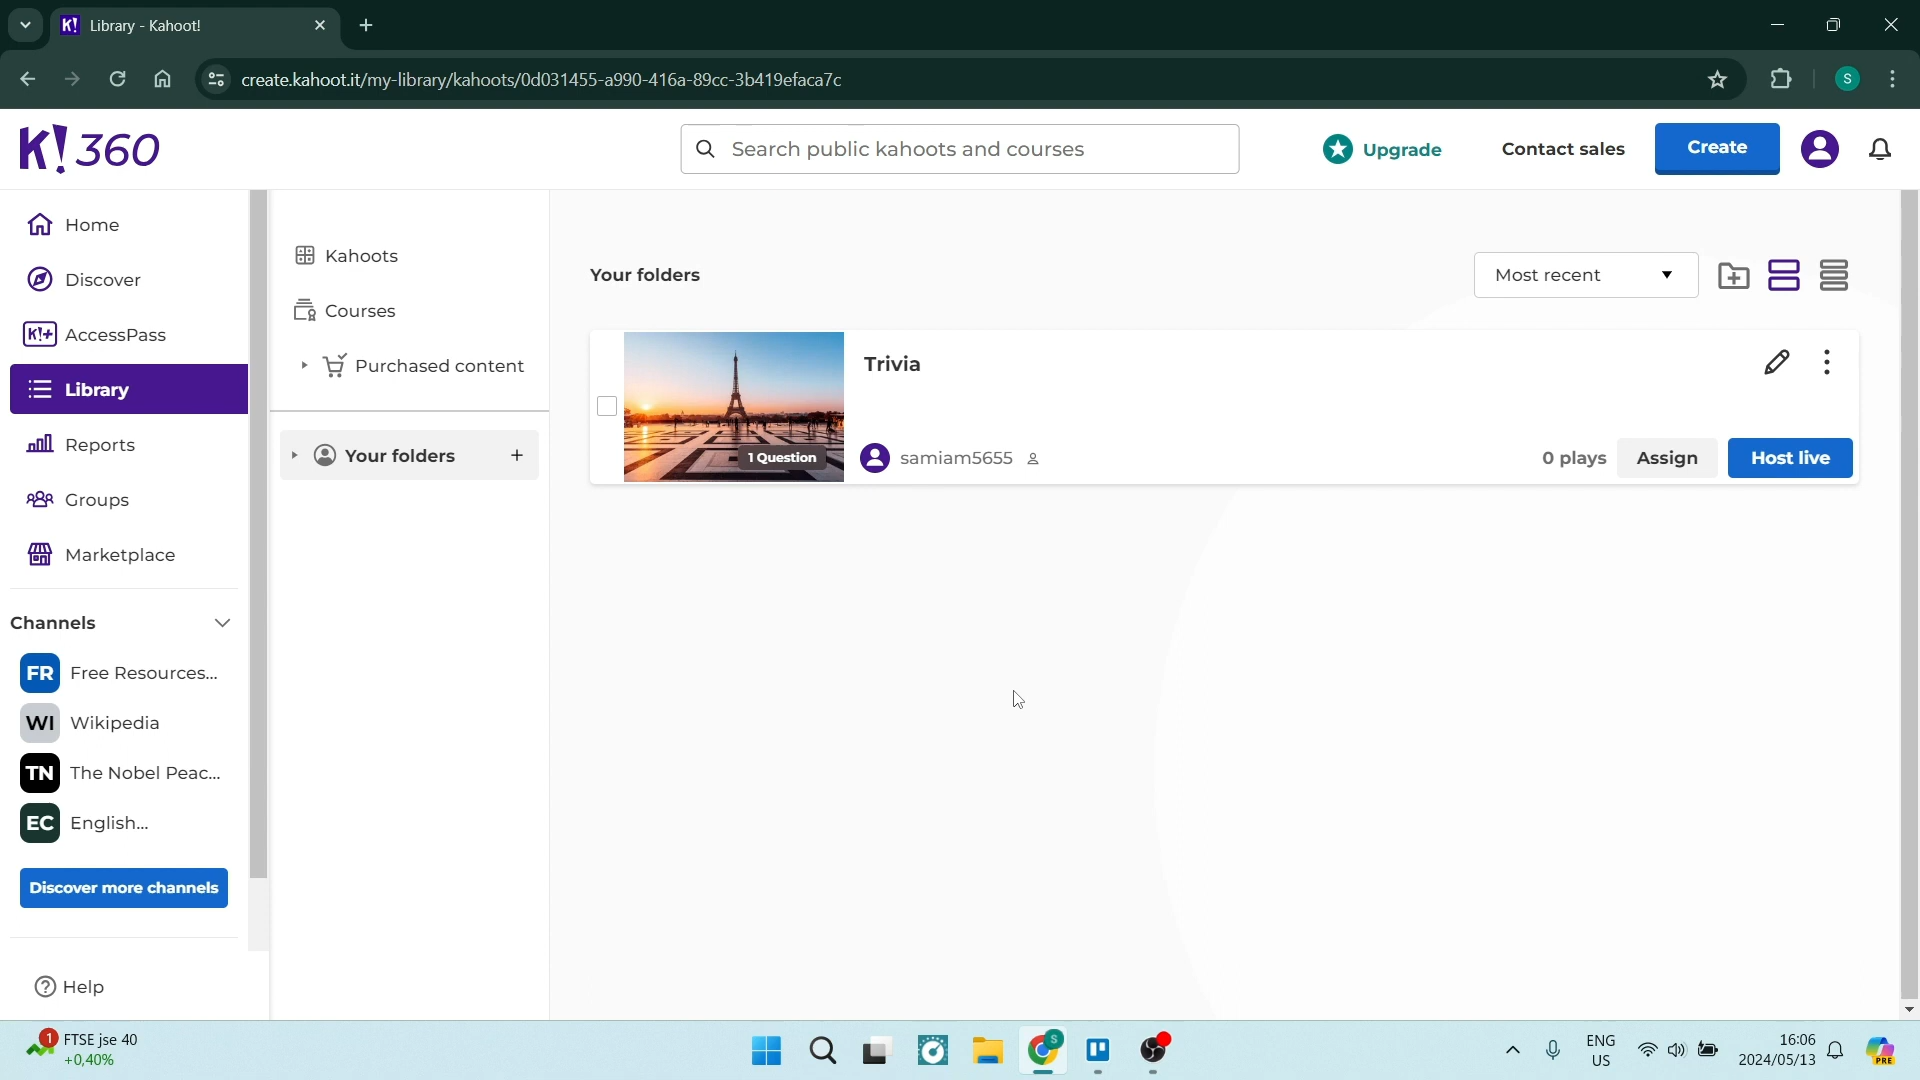 Library - Kahoot!
create.kahoot.it/my-library/kahoots/0d031455-a990-416a-89cc-3b419efaca7c
S
K! 360
Search public kahoots and courses
Upgrade
Contact sales
Create
Home
Discover
K!+ AccessPass
Library
Reports
Groups
Marketplace
Channels
FR Free Resources...
WI Wikipedia
TN The Nobel Peac...
EC English...
Discover more channels
Help
Kahoots
Courses
Purchased content
Your folders +
Your folders
Most recent
Trivia
1 Question
samiam5655
0 plays
Assign
Host live
1 FTSE jse 40
+0,40%
S
ENG
US
16:06
2024/05/13
PRE